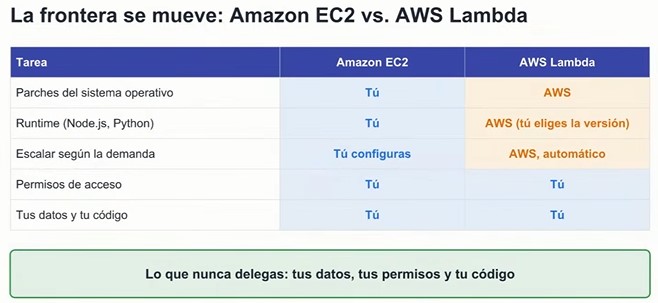 La frontera se mueve: Amazon EC2 vs. AWS Lambda
Tarea Amazon EC2 AWS Lambda
Parches del sistema operativo Tú AWS
Runtime (Node.js, Python) Tú AWS (tú eliges la versión)
Escalar según la demanda Tú configuras AWS, automático
Permisos de acceso Tú Tú
Tus datos y tu código Tú Tú
Lo que nunca delegas: tus datos, tus permisos y tu código